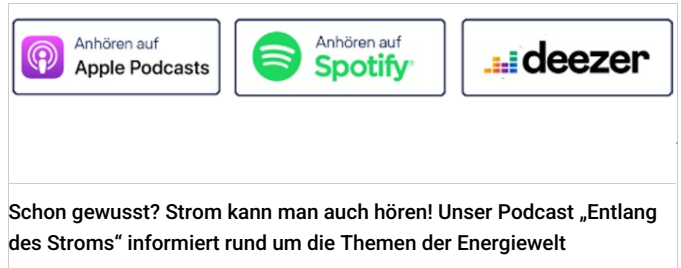 Anhören auf
Apple Podcasts
Anhören auf
Spotify®
deezer
Schon gewusst? Strom kann man auch hören! Unser Podcast „Entlang
des Stroms“ informiert rund um die Themen der Energiewelt